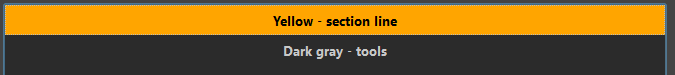 Yellow - section line
Dark gray - tools